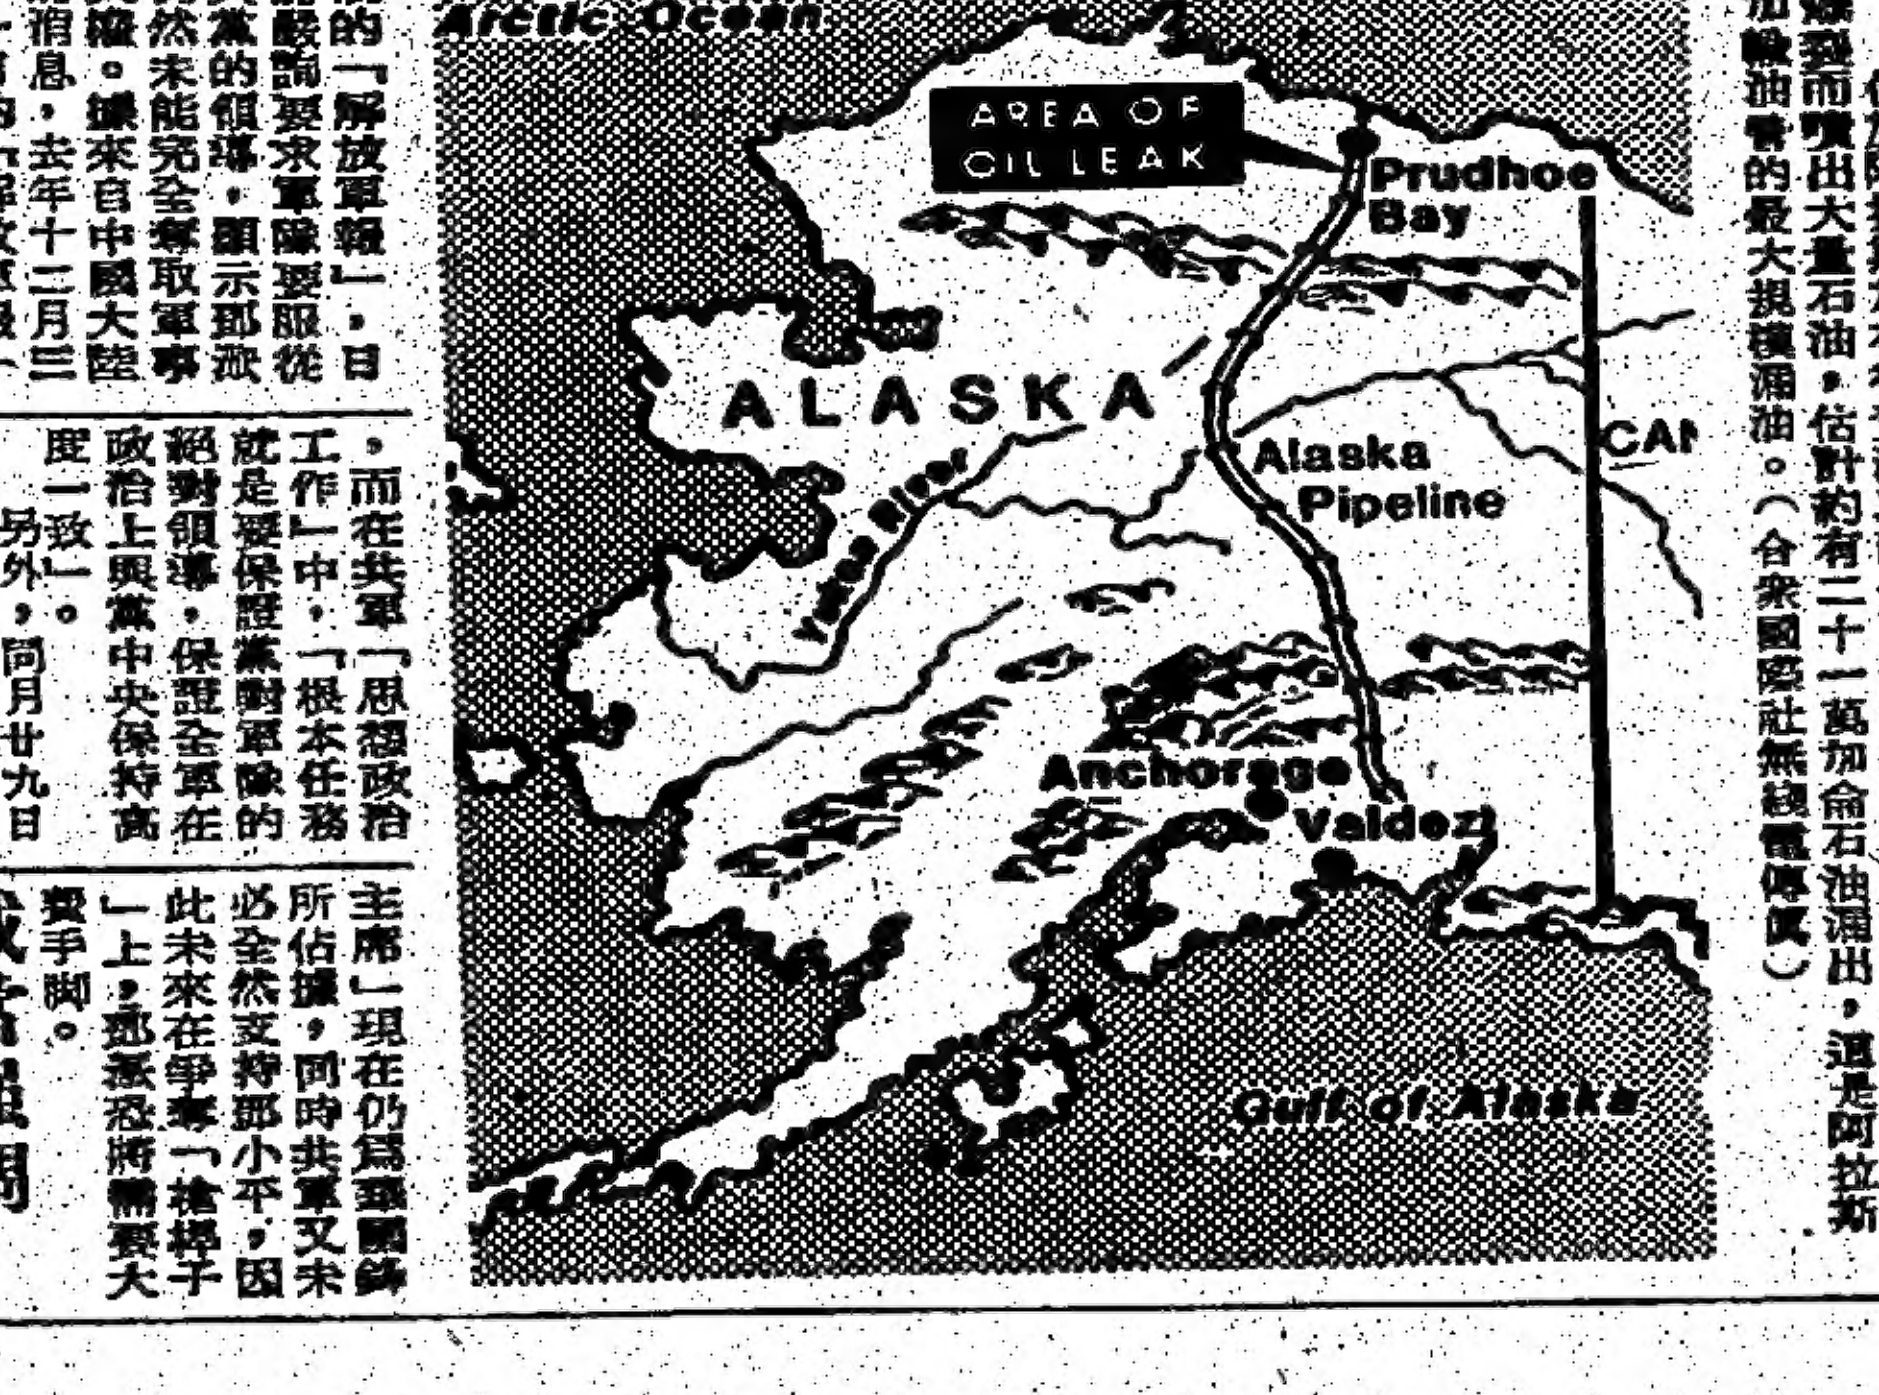 爆裂而噴出大量石油，估計約有二十一萬加侖石油漏出，這是阿拉斯
加輸油管的最大規模漏油。（合衆國際社無綫電傳眞）
Arctic Ocean
AREA OF
OIL LEAK
Prudhoe
Bay
ALASKA
CAN
Alaska
Pipeline
Yukon River
Anchorage
Valdez
Gulf of Alaska
的「解放軍報」，日
嚴詞要求軍隊要服從
黨的領導，顯示鄧派
然未能完全奪取軍事
權。據來自中國大陸
消息，去年十二月三
，而在共軍「思想政治
工作」中，「根本任務
就是要保證黨對軍隊的
絕對領導，保證全軍在
政治上與黨中央保持高
度一致」。
另外，同月廿九日
主席」現在仍爲華國鋒
所佔據，同時共軍又未
必全然支持鄧小平，因
此未來在爭奪「槍桿子
」上，鄧派恐將需要大
費手脚。